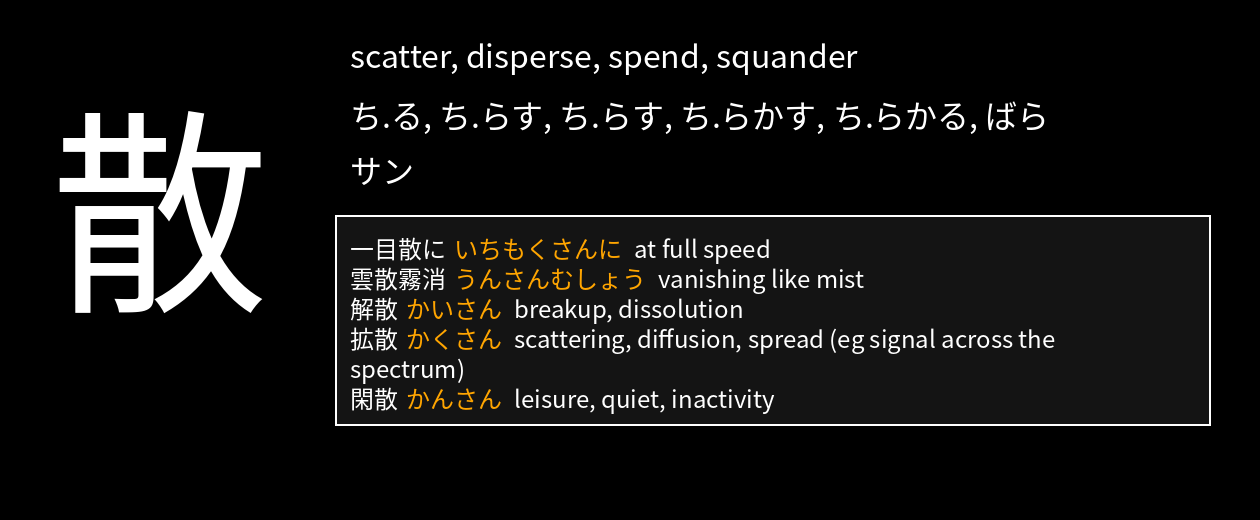 散
scatter, disperse, spend, squander
ち.る, ち.らす, ち.らす, ち.らかす, ち.らかる, ばら
サン
一目散に いちもくさんに at full speed
雲散霧消 うんさんむしょう vanishing like mist
解散 かいさん breakup, dissolution
拡散 かくさん scattering, diffusion, spread (eg signal across the
spectrum)
閑散 かんさん leisure, quiet, inactivity